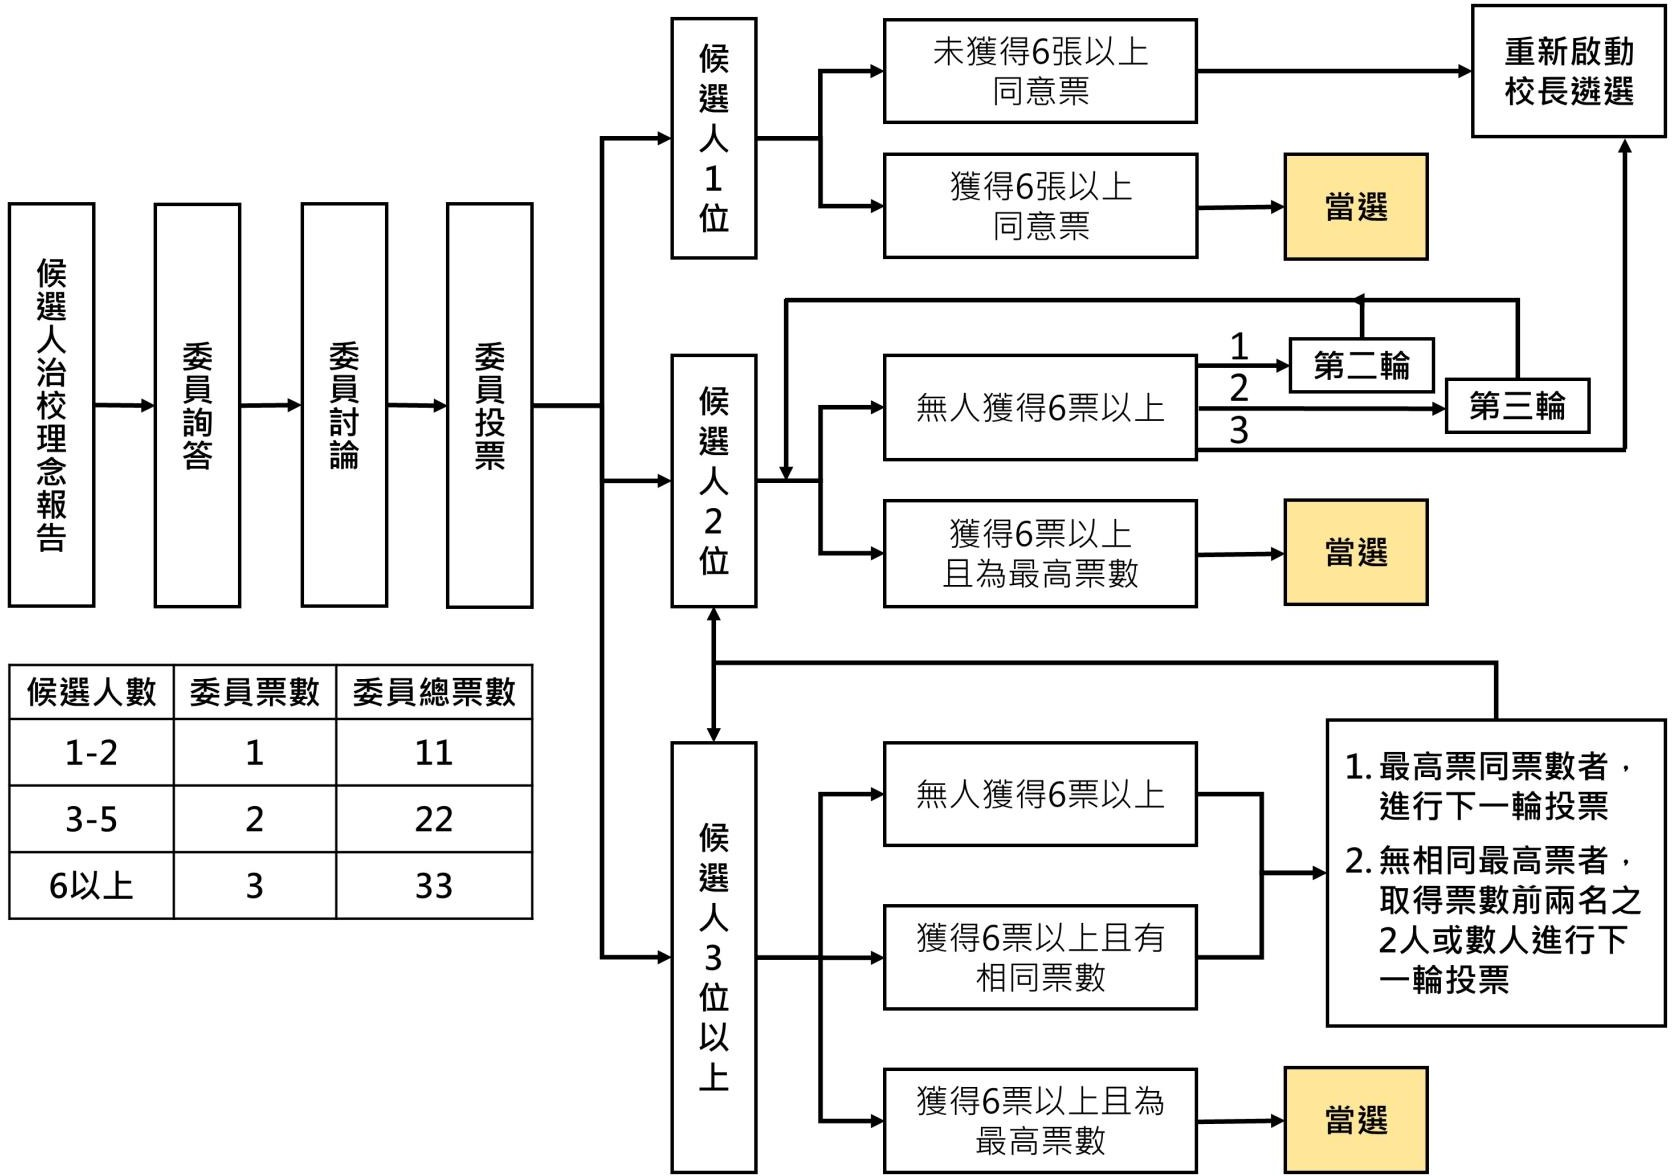 候選人治校理念報告
委員詢答
委員討論
委員投票
候選人1位
未獲得6張以上
同意票
重新啟動
校長遴選
獲得6張以上
同意票
當選
候選人2位
無人獲得6票以上
1
第二輪
2
第三輪
3
獲得6票以上
且為最高票數
當選
候選人3位以上
無人獲得6票以上
獲得6票以上且有
相同票數
1. 最高票同票數者，
進行下一輪投票
2. 無相同最高票者，
取得票數前兩名之
2人或數人進行下
一輪投票
獲得6票以上且為
最高票數
當選
候選人數 委員票數 委員總票數
1-2 1 11
3-5 2 22
6以上 3 33